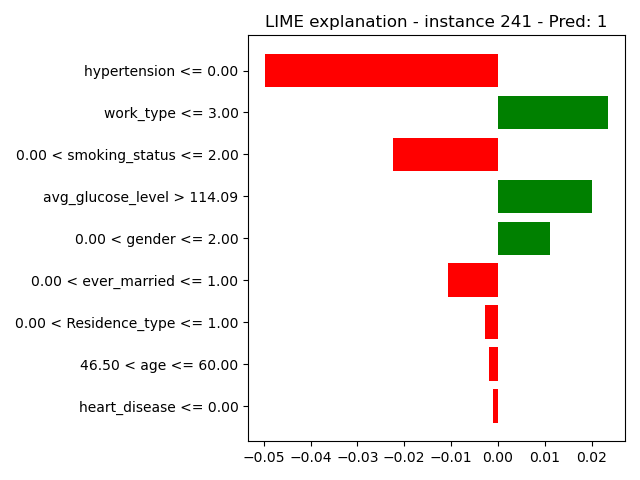 LIME explanation - instance 241 - Pred: 1
hypertension <= 0.00
work_type <= 3.00
0.00 < smoking_status <= 2.00
avg_glucose_level > 114.09
0.00 < gender <= 2.00
0.00 < ever_married <= 1.00
0.00 < Residence_type <= 1.00
46.50 < age <= 60.00
heart_disease <= 0.00
−0.05 −0.04 −0.03 −0.02 −0.01 0.00 0.01 0.02